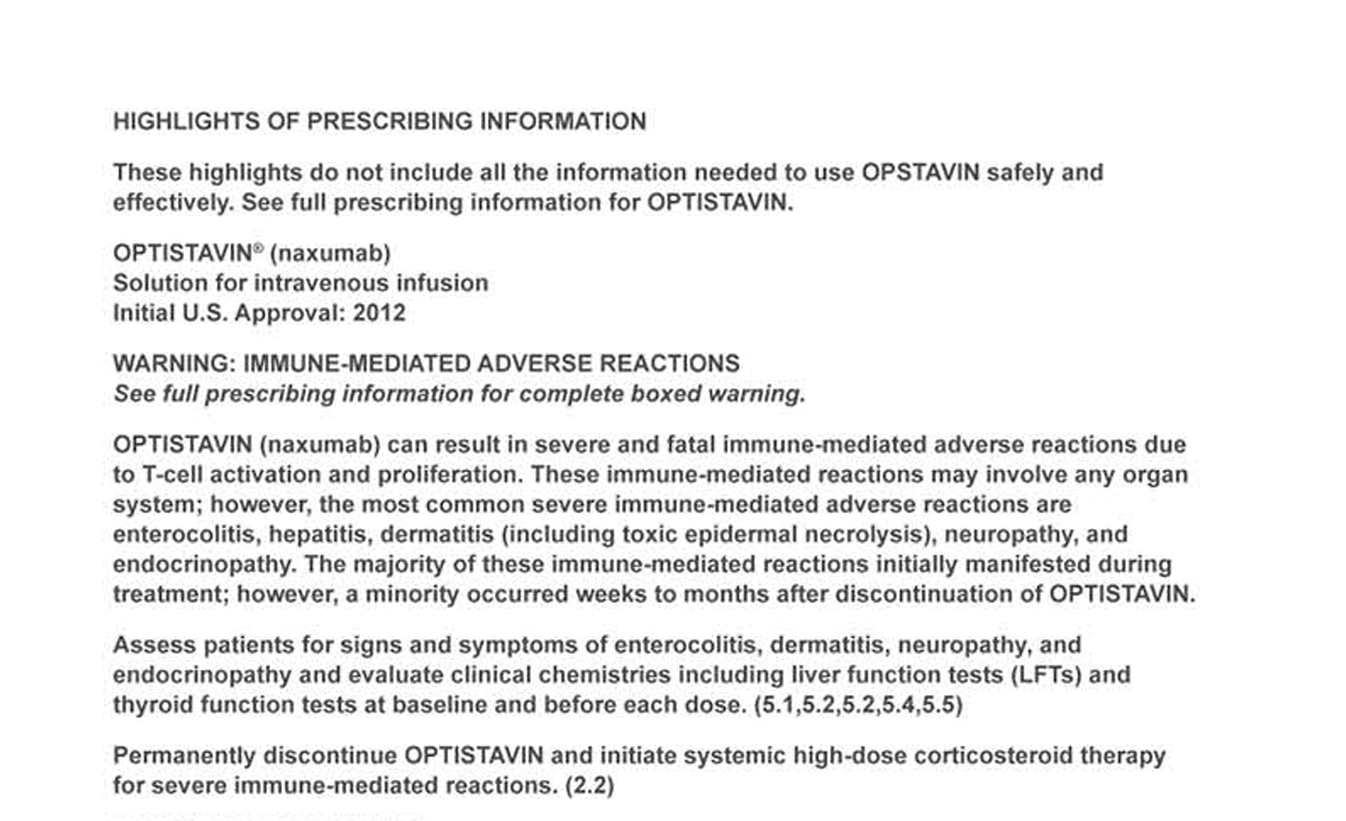 HIGHLIGHTS OF PRESCRIBING INFORMATION
These highlights do not include all the information needed to use OPSTAVIN safely and
effectively. See full prescribing information for OPTISTAVIN.
OPTISTAVIN® (naxumab)
Solution for intravenous infusion
Initial U.S. Approval: 2012
WARNING: IMMUNE-MEDIATED ADVERSE REACTIONS
See full prescribing information for complete boxed warning.
OPTISTAVIN (naxumab) can result in severe and fatal immune-mediated adverse reactions due
to T-cell activation and proliferation. These immune-mediated reactions may involve any organ
system; however, the most common severe immune-mediated adverse reactions are
enterocolitis, hepatitis, dermatitis (including toxic epidermal necrolysis), neuropathy, and
endocrinopathy. The majority of these immune-mediated reactions initially manifested during
treatment; however, a minority occurred weeks to months after discontinuation of OPTISTAVIN.
Assess patients for signs and symptoms of enterocolitis, dermatitis, neuropathy, and
endocrinopathy and evaluate clinical chemistries including liver function tests (LFTs) and
thyroid function tests at baseline and before each dose. (5.1,5.2,5.2,5.4,5.5)
Permanently discontinue OPTISTAVIN and initiate systemic high-dose corticosteroid therapy
for severe immune-mediated reactions. (2.2)